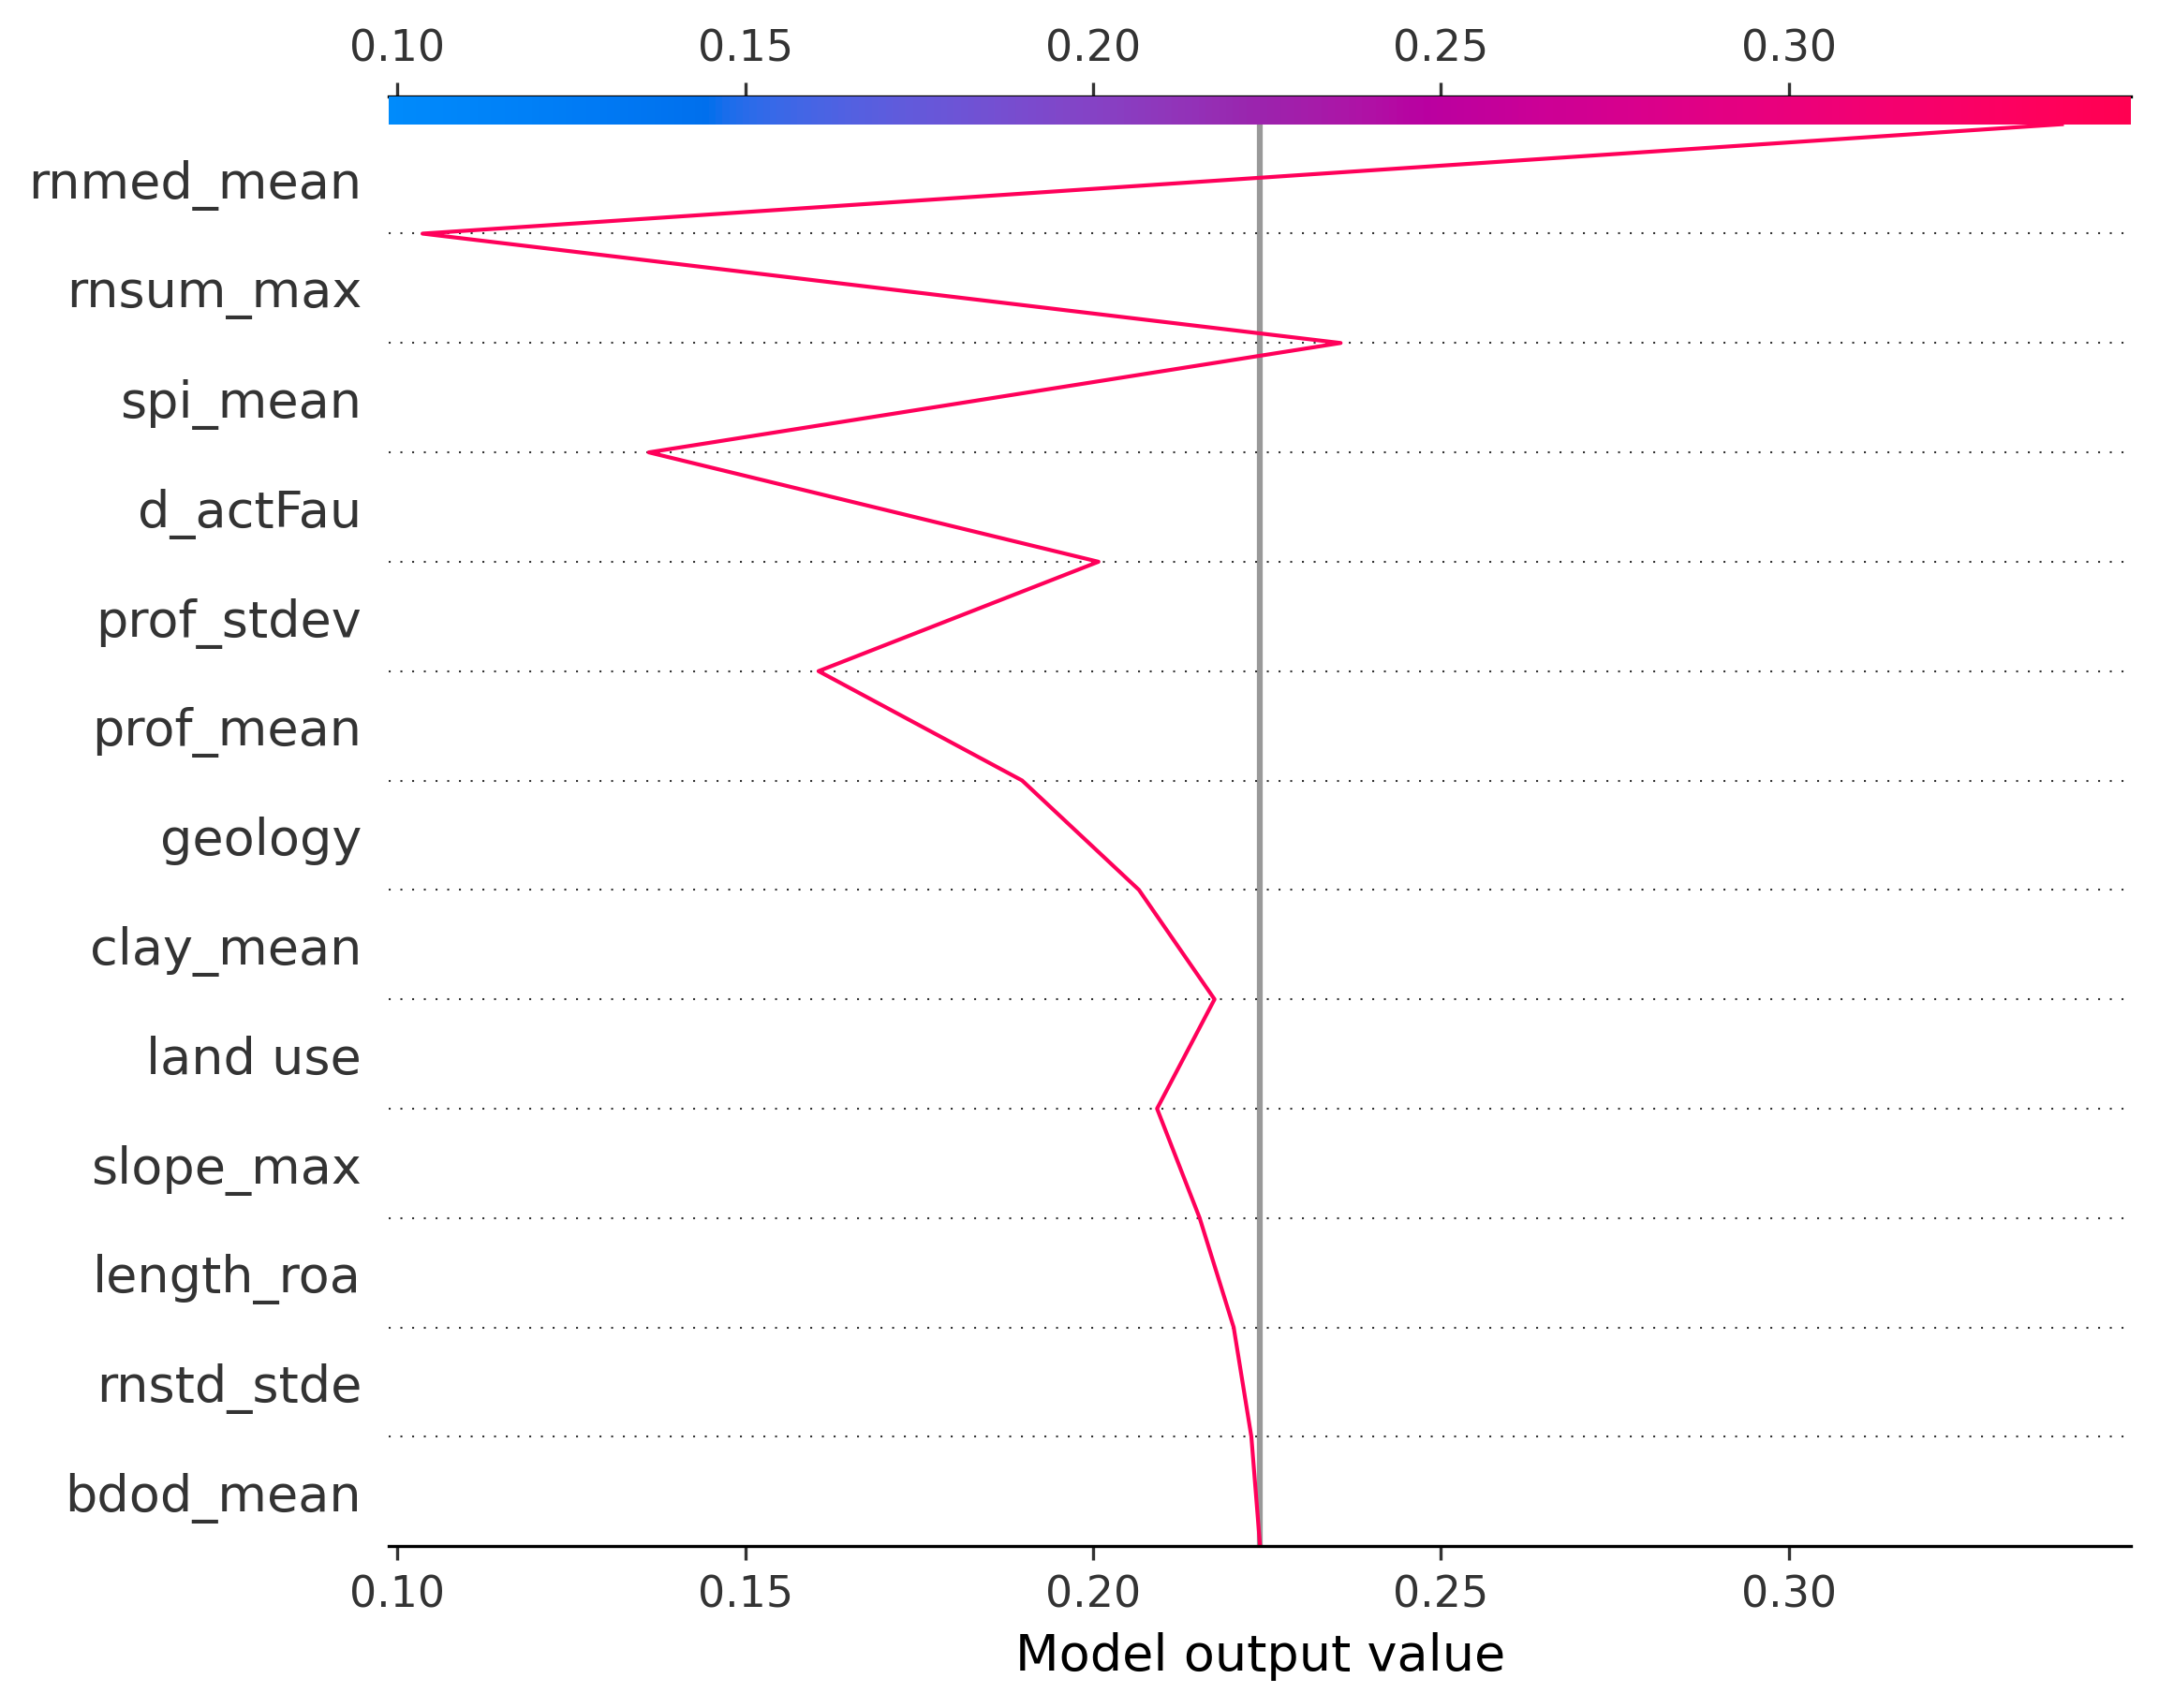 0.10 0.15 0.20 0.25 0.30
rnmed_mean
rnsum_max
spi_mean
d_actFau
prof_stdev
prof_mean
geology
clay_mean
land use
slope_max
length_roa
rnstd_stde
bdod_mean
0.10 0.15 0.20 0.25 0.30
Model output value